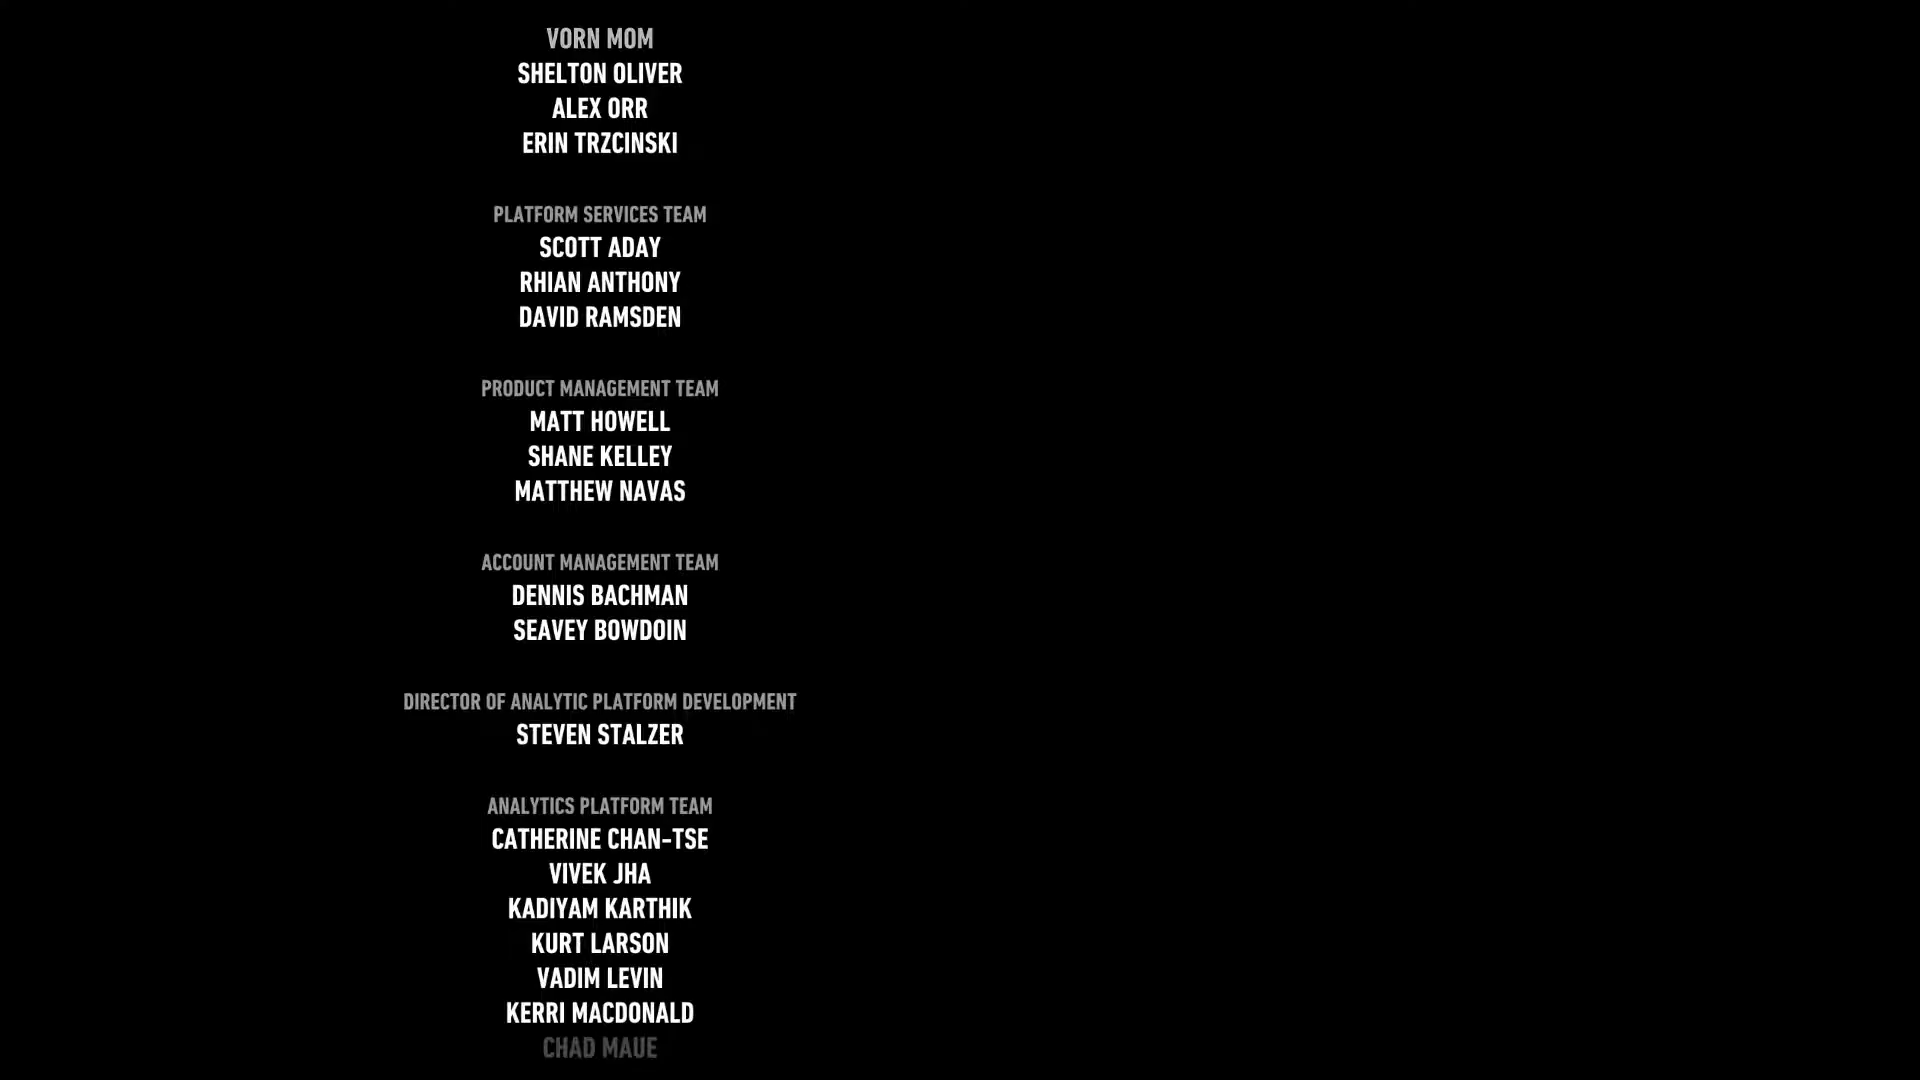 VORN MOM
SHELTON OLIVER
ALEX ORR
ERIN TRZCINSKI
PLATFORM SERVICES TEAM
SCOTT ADAY
RHIAN ANTHONY
DAVID RAMSDEN
PRODUCT MANAGEMENT TEAM
MATT HOWELL
SHANE KELLEY
MATTHEW NAVAS
ACCOUNT MANAGEMENT TEAM
DENNIS BACHMAN
SEAVEY BOWDOIN
DIRECTOR OF ANALYTIC PLATFORM DEVELOPMENT
STEVEN STALZER
ANALYTICS PLATFORM TEAM
CATHERINE CHAN-TSE
VIVEK JHA
KADIYAM KARTHIK
KURT LARSON
VADIM LEVIN
KERRI MACDONALD
CHAD MAUE